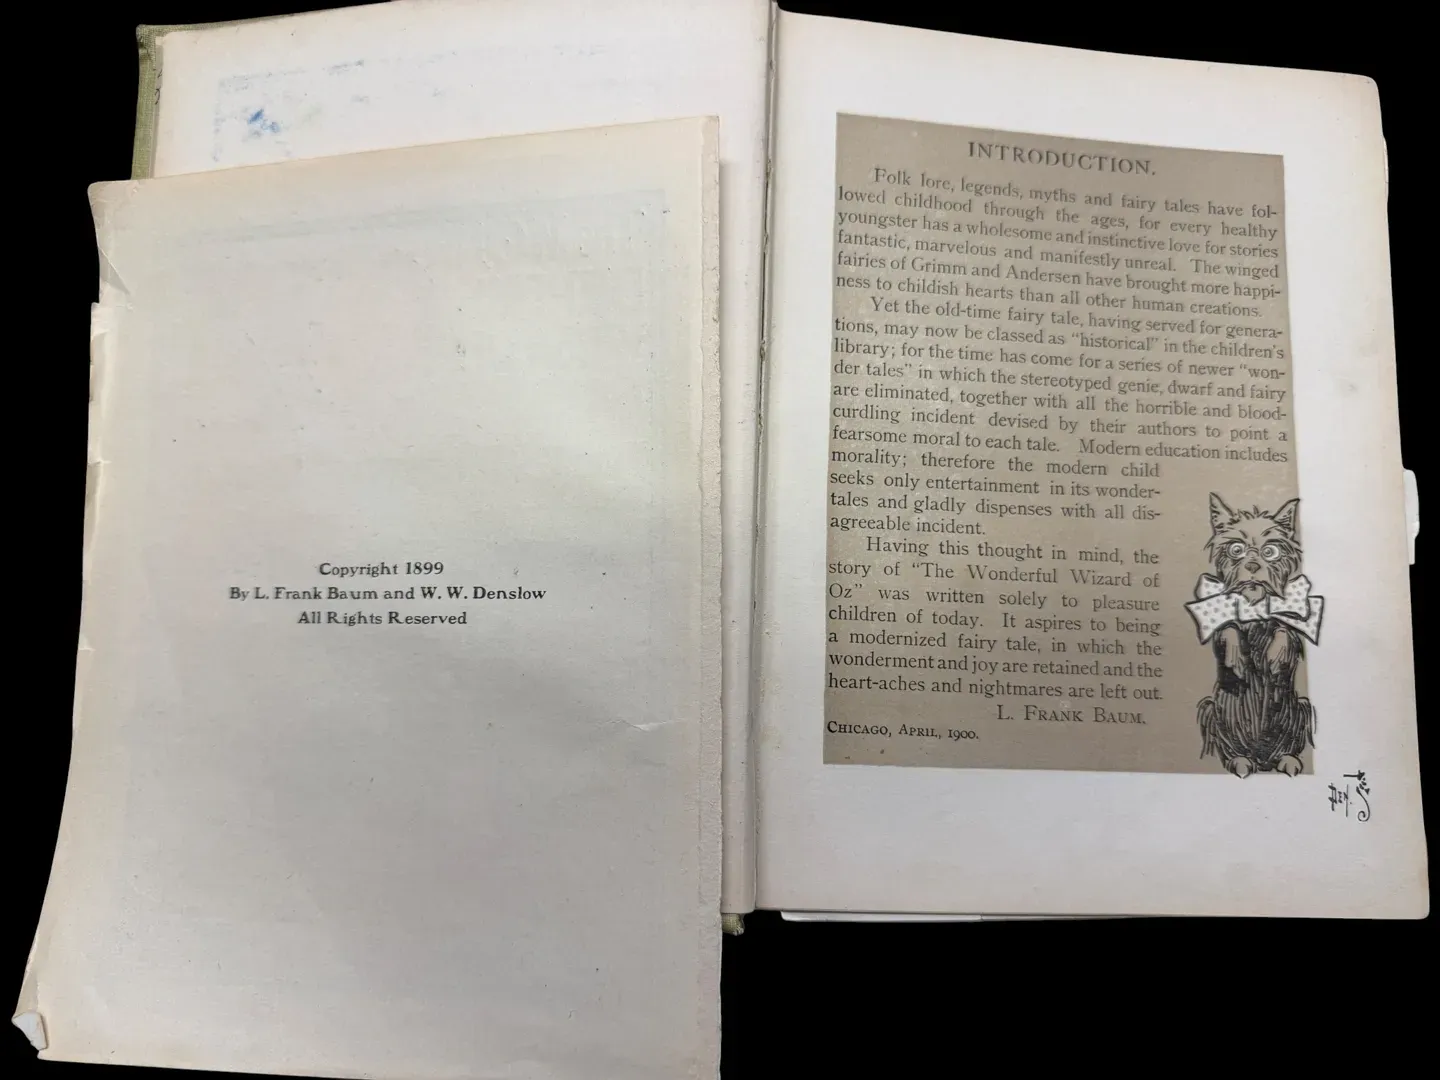 Copyright 1899
By L. Frank Baum and W. W. Denslow
All Rights Reserved
INTRODUCTION.
Folk lore, legends, myths and fairy tales have fol-
lowed childhood through the ages, for every healthy
youngster has a wholesome and instinctive love for stories
fantastic, marvelous and manifestly unreal. The winged
fairies of Grimm and Andersen have brought more happi-
ness to childish hearts than all other human creations.
Yet the old-time fairy tale, having served for genera-
tions, may now be classed as "historical" in the children's
library; for the time has come for a series of newer "won-
der tales" in which the stereotyped genie, dwarf and fairy
are eliminated, together with all the horrible and blood-
curdling incident devised by their authors to point a
fearsome moral to each tale. Modern education includes
morality; therefore the modern child
seeks only entertainment in its wonder-
tales and gladly dispenses with all dis-
agreeable incident.
Having this thought in mind, the
story of "The Wonderful Wizard of
Oz" was written solely to pleasure
children of today. It aspires to being
a modernized fairy tale, in which the
wonderment and joy are retained and the
heart-aches and nightmares are left out.
L. FRANK BAUM.
CHICAGO, APRIL, 1900.